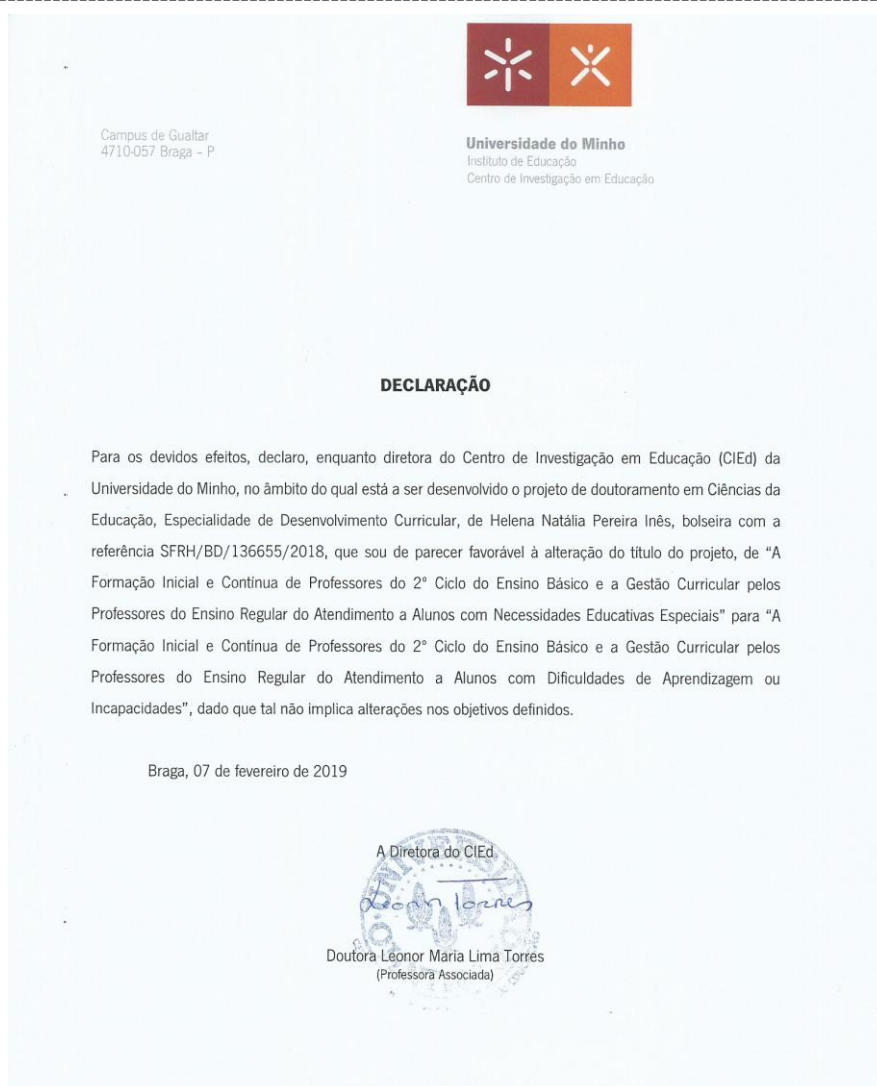 Campus de Gualtar
4710-057 Braga – P
Universidade do Minho
Instituto de Educação
Centro de Investigação em Educação
DECLARAÇÃO
Para os devidos efeitos, declaro, enquanto diretora do Centro de Investigação em Educação (CIEd) da
Universidade do Minho, no âmbito do qual está a ser desenvolvido o projeto de doutoramento em Ciências da
Educação, Especialidade de Desenvolvimento Curricular, de Helena Natália Pereira Inês, bolseira com a
referência SFRH/BD/136655/2018, que sou de parecer favorável à alteração do título do projeto, de “A
Formação Inicial e Contínua de Professores do 2º Ciclo do Ensino Básico e a Gestão Curricular pelos
Professores do Ensino Regular do Atendimento a Alunos com Necessidades Educativas Especiais” para “A
Formação Inicial e Contínua de Professores do 2º Ciclo do Ensino Básico e a Gestão Curricular pelos
Professores do Ensino Regular do Atendimento a Alunos com Dificuldades de Aprendizagem ou
Incapacidades”, dado que tal não implica alterações nos objetivos definidos.
Braga, 07 de fevereiro de 2019
A Diretora do CIEd
Leonor Torres
Doutora Leonor Maria Lima Torres
(Professora Associada)